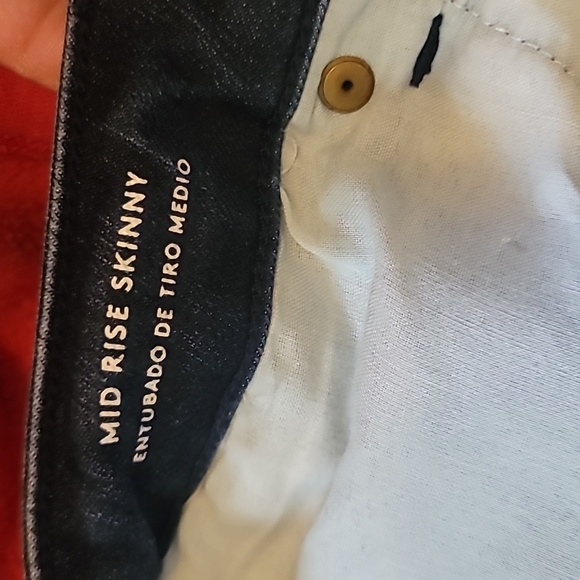 MID RISE SKINNY
ENTUBADO DE TIRO MEDIO